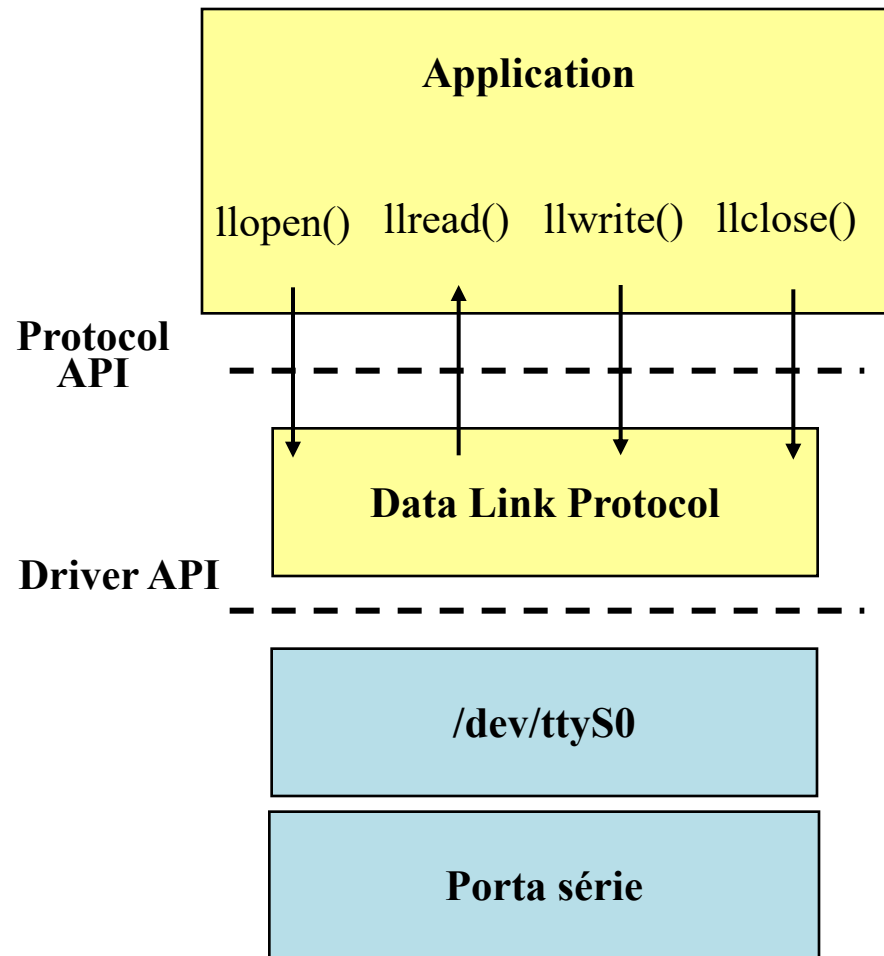 Application
llopen() llread() llwrite() llclose()
Protocol
API
Data Link Protocol
Driver API
/dev/ttyS0
Porta série